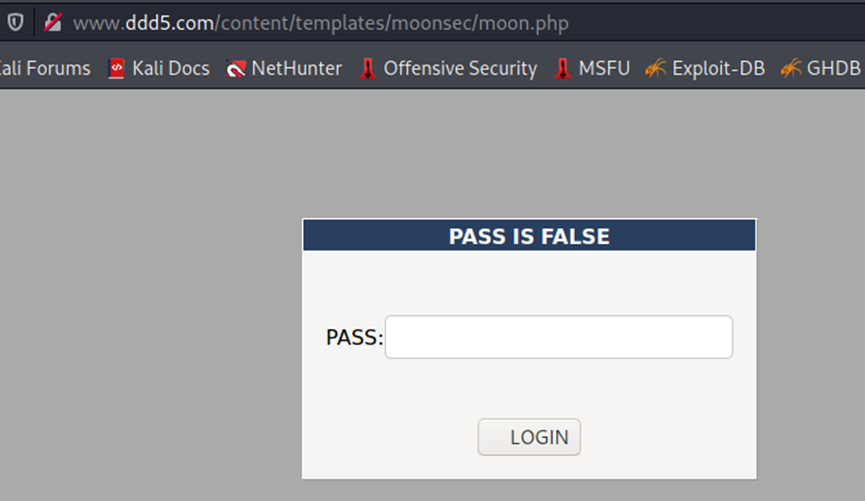 www.ddd5.com/content/templates/moonsec/moon.php
ali Forums Kali Docs NetHunter Offensive Security MSFU Exploit-DB GHDB
PASS IS FALSE
PASS:
LOGIN